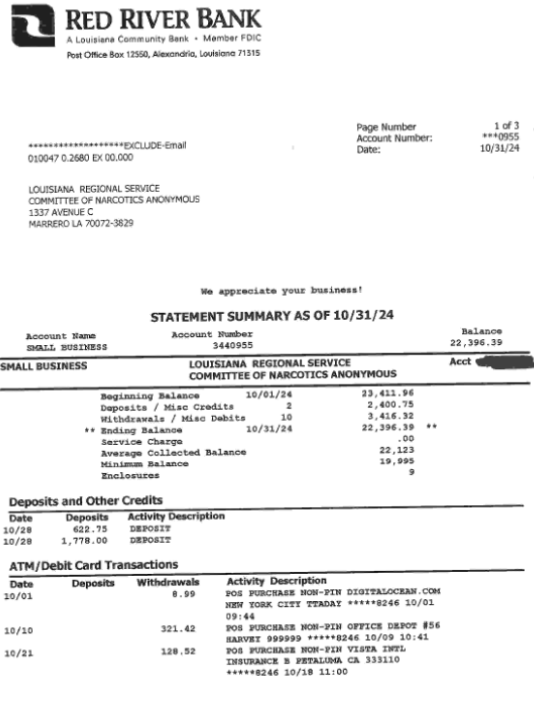 RED RIVER BANK
A Louisiana Community Bank • Member FDIC
Post Office Box 12550, Alexandria, Louisiana 71315
Page Number 1 of 3
Account Number: ***0955
Date: 10/31/24
*******************EXCLUDE-Email
010047 0.2680 EX 00.000
LOUISIANA REGIONAL SERVICE
COMMITTEE OF NARCOTICS ANONYMOUS
1337 AVENUE C
MARRERO LA 70072-3829
We appreciate your business!
STATEMENT SUMMARY AS OF 10/31/24
Account Name Account Number Balance
SMALL BUSINESS 3440955 22,396.39
SMALL BUSINESS LOUISIANA REGIONAL SERVICE Acct
COMMITTEE OF NARCOTICS ANONYMOUS
Beginning Balance 10/01/24 23,411.96
Deposits / Misc Credits 2 2,400.75
Withdrawals / Misc Debits 10 3,416.32
** Ending Balance 10/31/24 22,396.39 **
Service Charge .00
Average Collected Balance 22,123
Minimum Balance 19,995
Enclosures 9
Deposits and Other Credits
Date Deposits Activity Description
10/28 622.75 DEPOSIT
10/28 1,778.00 DEPOSIT
ATM/Debit Card Transactions
Date Deposits Withdrawals Activity Description
10/01 8.99 POS PURCHASE NON-PIN DIGITALOCEAN.COM
NEW YORK CITY TTADAY *****8246 10/01
09:44
10/10 321.42 POS PURCHASE NON-PIN OFFICE DEPOT #56
HARVEY 999999 *****8246 10/09 10:41
10/21 128.52 POS PURCHASE NON-PIN VISTA INTL
INSURANCE B PETALUMA CA 333110
*****8246 10/18 11:00